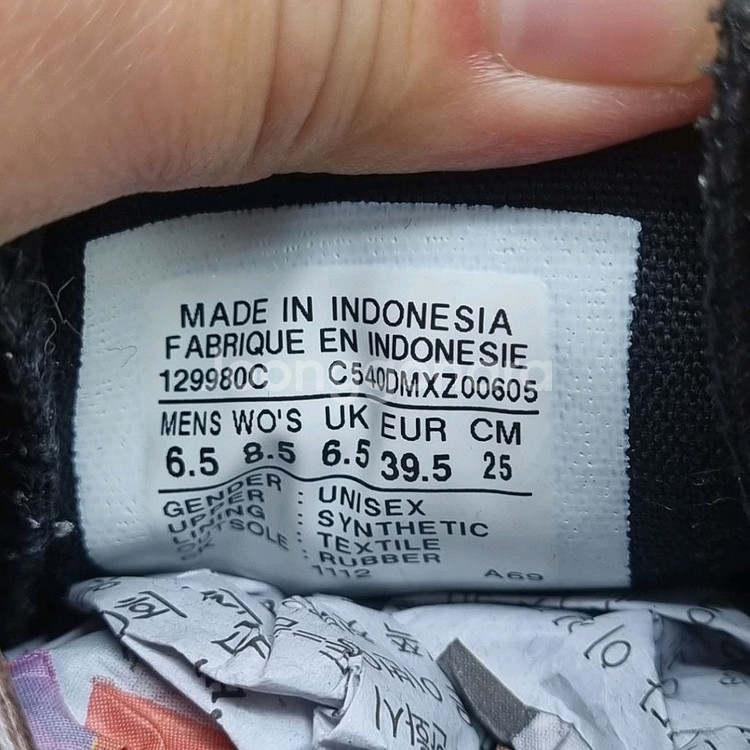 MADE IN INDONESIA
FABRIQUE EN INDONESIE
129980C C540DMXZ00605
MENS WO'S UK EUR CM
6.5 8.5 6.5 39.5 25
GENDER : UNISEX
UPPER : SYNTHETIC
LINING : TEXTILE
OUTSOLE : RUBBER
1112 A69